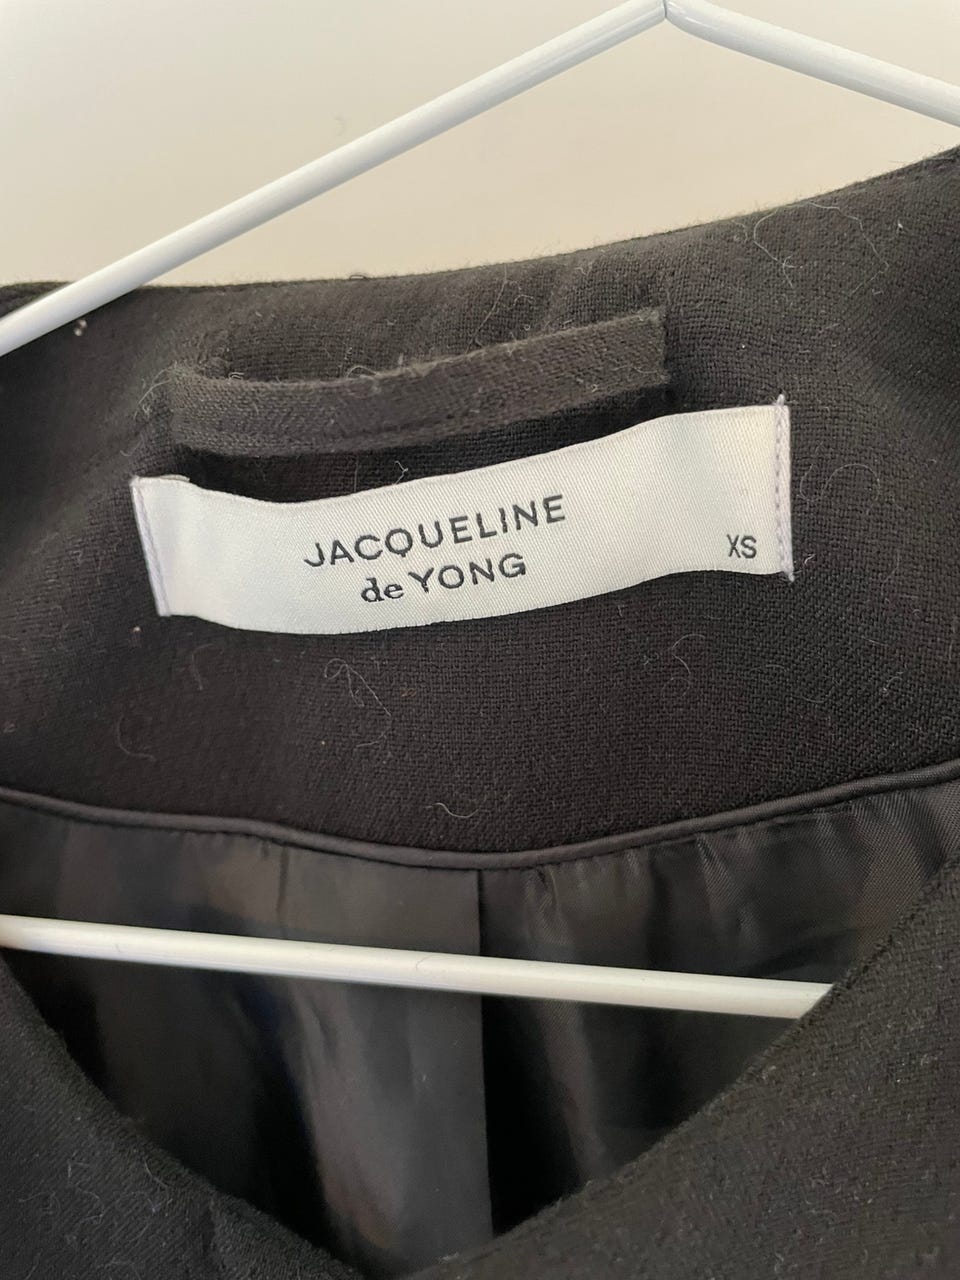 JACQUELINE
de YONG
XS